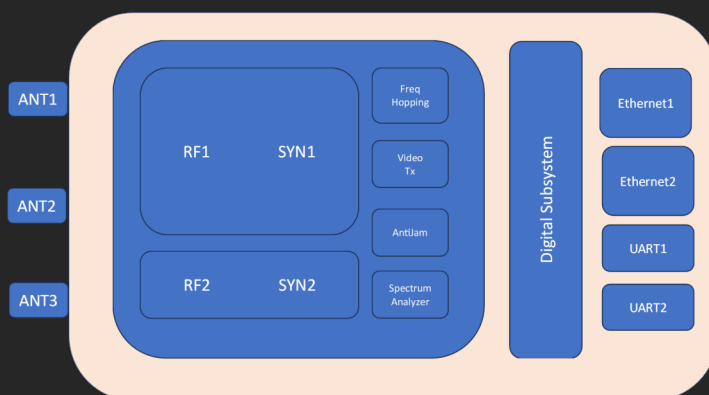 ANT1
ANT2
ANT3
RF1
SYN1
RF2
SYN2
Freq
Hopping
Video
Tx
AntiJam
Spectrum
Analyzer
Digital Subsystem
Ethernet1
Ethernet2
UART1
UART2